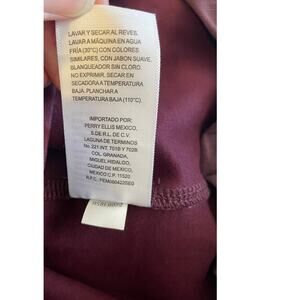 LAVAR Y SECAR AL REVES.
LAVAR A MÁQUINA EN AGUA
FRÍA (30°C) CON COLORES
SIMILARES, CON JABON SUAVE.
BLANQUEADOR SIN CLORO.
NO EXPRIMIR. SECAR EN
SECADORA A TEMPERATURA
BAJA. PLANCHAR A
TEMPERATURA BAJA (110°C).
IMPORTADO POR:
PERRY ELLIS MEXICO,
S.DE R.L. DE C.V.
LAGUNA DE TERMINOS
No. 221 INT. 701B Y 702B
COL. GRANADA,
MIGUEL HIDALGO,
CIUDAD DE MEXICO,
MEXICO C.P. 11520
R.F.C.: PEM060422SE0